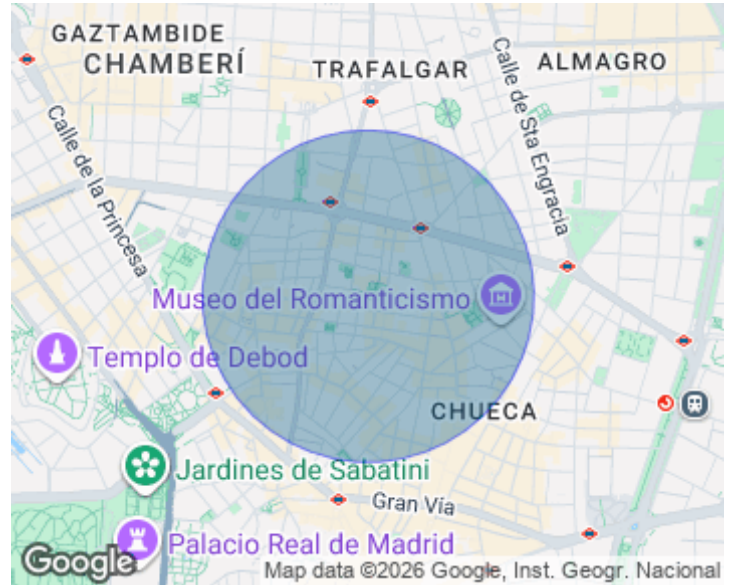 GAZTAMBIDE
CHAMBERÍ
TRAFALGAR
ALMAGRO
Calle de Sta Engracia
Calle de la Princesa
Museo del Romanticismo
Templo de Debod
CHUECA
Jardines de Sabatini
Gran Vía
Palacio Real de Madrid
Google
Map data ©2026 Google, Inst. Geogr. Nacional